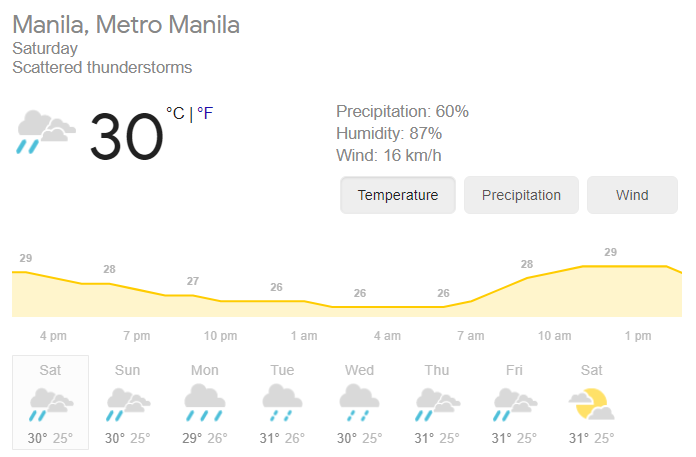 Manila, Metro Manila
Saturday
Scattered thunderstorms
30 °C | °F
Precipitation: 60%
Humidity: 87%
Wind: 16 km/h
Temperature Precipitation Wind
29 28 27 26 26 26 28 29
4 pm 7 pm 10 pm 1 am 4 am 7 am 10 am 1 pm
Sat Sun Mon Tue Wed Thu Fri Sat
30° 25° 30° 25° 29° 26° 31° 26° 30° 25° 31° 25° 31° 25° 31° 25°